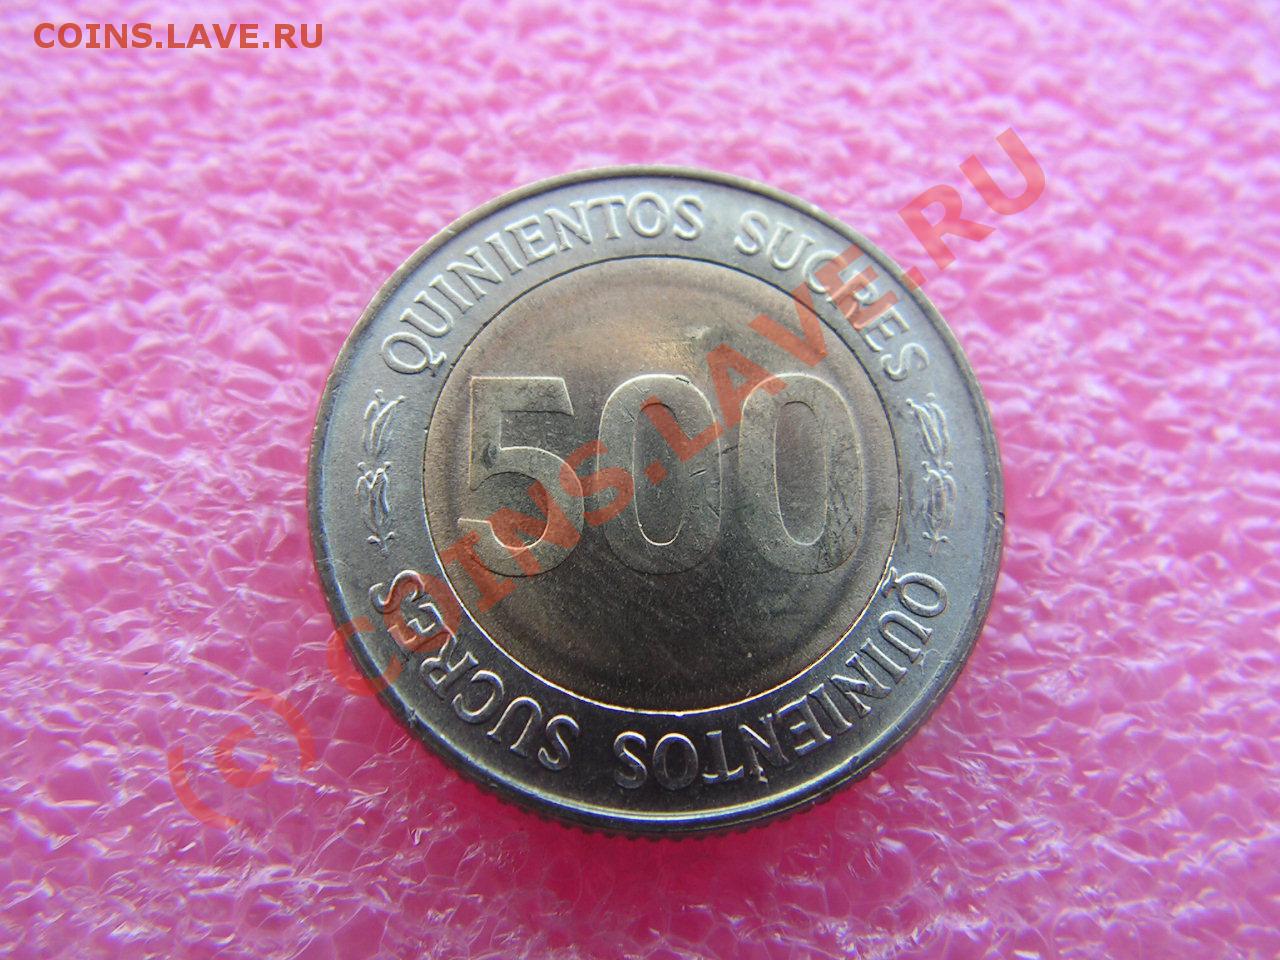 COINS.LAVE.RU
QUINIENTOS SUCRES
500
QUINIENTOS SUCRES
(c) COINS.LAVE.RU